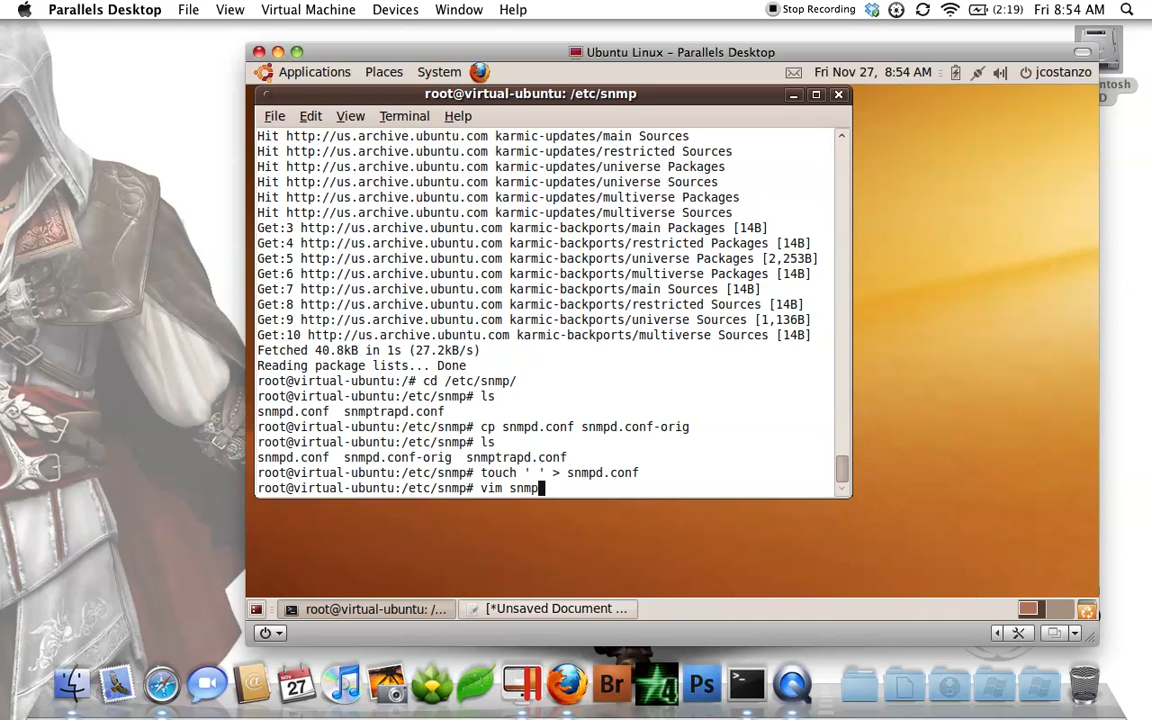 Parallels Desktop File View Virtual Machine Devices Window Help Stop Recording (2:19) Fri 8:54 AM
Ubuntu Linux - Parallels Desktop
Applications Places System Fri Nov 27, 8:54 AM jcostanzo
ntosh
D
root@virtual-ubuntu: /etc/snmp
File Edit View Terminal Help
Hit http://us.archive.ubuntu.com karmic-updates/main Sources
Hit http://us.archive.ubuntu.com karmic-updates/restricted Sources
Hit http://us.archive.ubuntu.com karmic-updates/universe Packages
Hit http://us.archive.ubuntu.com karmic-updates/universe Sources
Hit http://us.archive.ubuntu.com karmic-updates/multiverse Packages
Hit http://us.archive.ubuntu.com karmic-updates/multiverse Sources
Get:3 http://us.archive.ubuntu.com karmic-backports/main Packages [14B]
Get:4 http://us.archive.ubuntu.com karmic-backports/restricted Packages [14B]
Get:5 http://us.archive.ubuntu.com karmic-backports/universe Packages [2,253B]
Get:6 http://us.archive.ubuntu.com karmic-backports/multiverse Packages [14B]
Get:7 http://us.archive.ubuntu.com karmic-backports/main Sources [14B]
Get:8 http://us.archive.ubuntu.com karmic-backports/restricted Sources [14B]
Get:9 http://us.archive.ubuntu.com karmic-backports/universe Sources [1,136B]
Get:10 http://us.archive.ubuntu.com karmic-backports/multiverse Sources [14B]
Fetched 40.8kB in 1s (27.2kB/s)
Reading package lists... Done
root@virtual-ubuntu:/# cd /etc/snmp/
root@virtual-ubuntu:/etc/snmp# ls
snmpd.conf  snmptrapd.conf
root@virtual-ubuntu:/etc/snmp# cp snmpd.conf snmpd.conf-orig
root@virtual-ubuntu:/etc/snmp# ls
snmpd.conf  snmpd.conf-orig  snmptrapd.conf
root@virtual-ubuntu:/etc/snmp# touch ' ' > snmpd.conf
root@virtual-ubuntu:/etc/snmp# vim snmp
root@virtual-ubuntu: /... [*Unsaved Document ...
NOV
27
Br 4 Ps